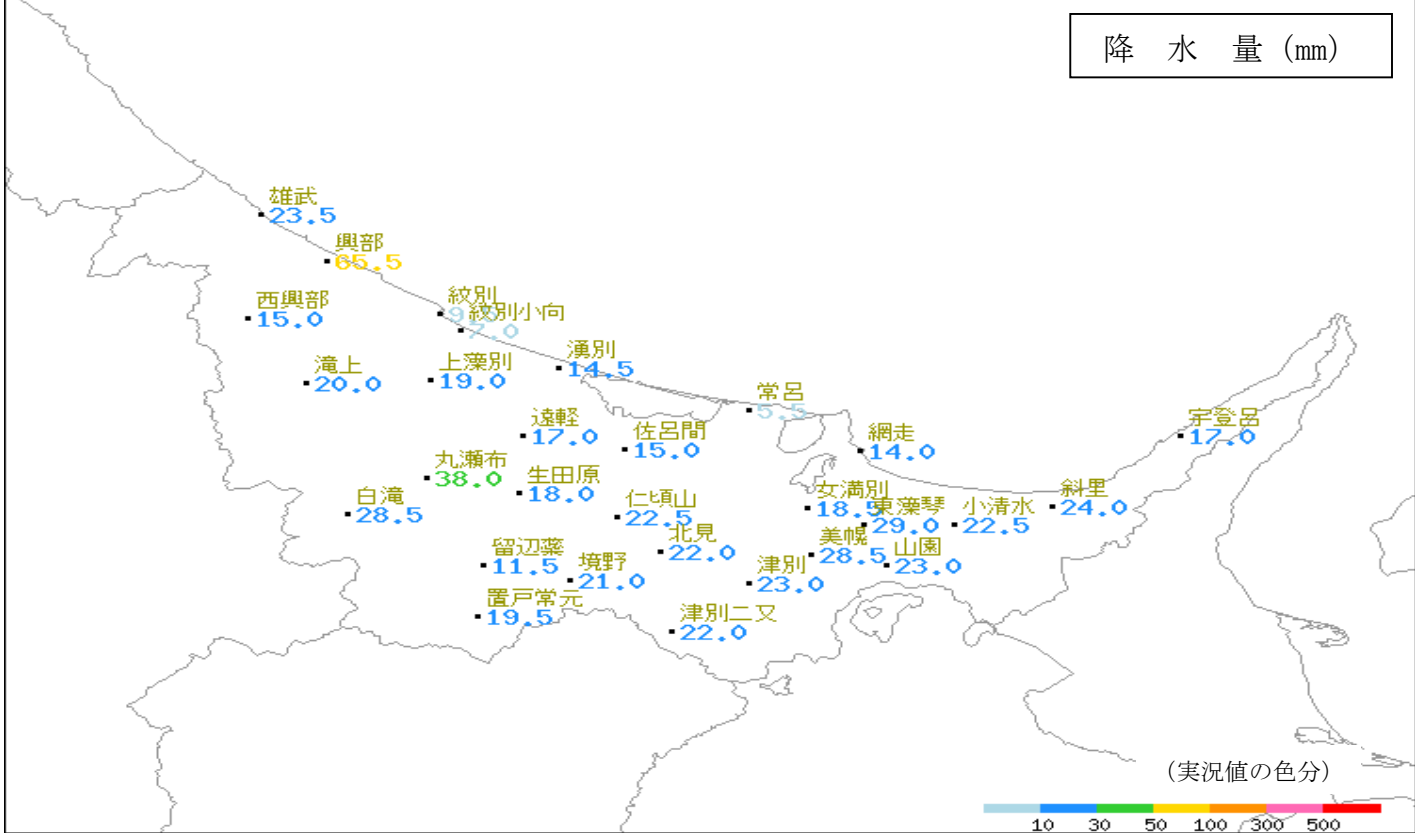 降 水 量 (mm)
雄武
23.5
興部
65.5
西興部
15.0
紋別
紋別小向
7.0
滝上
20.0
上藻別
19.0
湧別
14.5
常呂
5.5
遠軽
17.0
佐呂間
15.0
網走
14.0
宇登呂
17.0
丸瀬布
38.0
生田原
18.0
白滝
28.5
仁頃山
22.5
女満別
18.5
東藻琴
29.0
小清水
22.5
斜里
24.0
北見
22.0
美幌
28.5
山園
23.0
留辺蘂
11.5
境野
21.0
津別
23.0
置戸常元
19.5
津別二又
22.0
(実況値の色分)
10 30 50 100 300 500